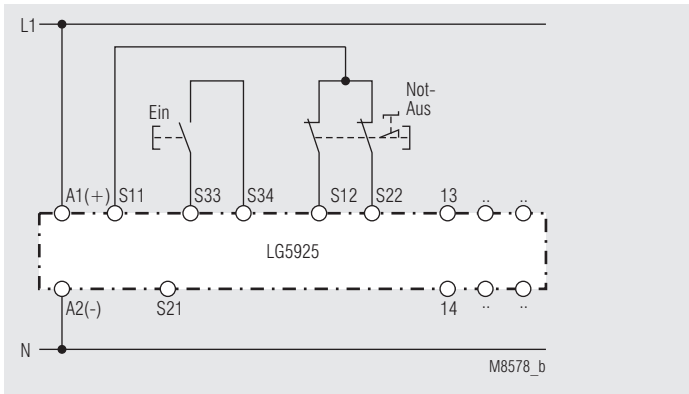 L1
Not-
Aus
Ein
A1(+) S11 S33 S34 S12 S22 13 .. ..
LG5925
A2(-) S21 14 .. ..
N
M8578_b